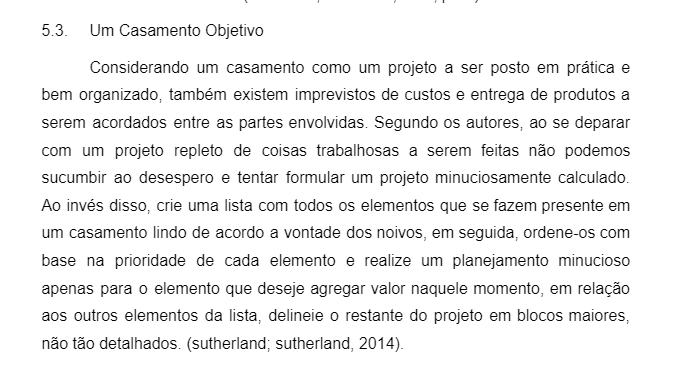 5.3. Um Casamento Objetivo
Considerando um casamento como um projeto a ser posto em prática e
bem organizado, também existem imprevistos de custos e entrega de produtos a
serem acordados entre as partes envolvidas. Segundo os autores, ao se deparar
com um projeto repleto de coisas trabalhosas a serem feitas não podemos
sucumbir ao desespero e tentar formular um projeto minuciosamente calculado.
Ao invés disso, crie uma lista com todos os elementos que se fazem presente em
um casamento lindo de acordo a vontade dos noivos, em seguida, ordene-os com
base na prioridade de cada elemento e realize um planejamento minucioso
apenas para o elemento que deseje agregar valor naquele momento, em relação
aos outros elementos da lista, delineie o restante do projeto em blocos maiores,
não tão detalhados. (sutherland; sutherland, 2014).